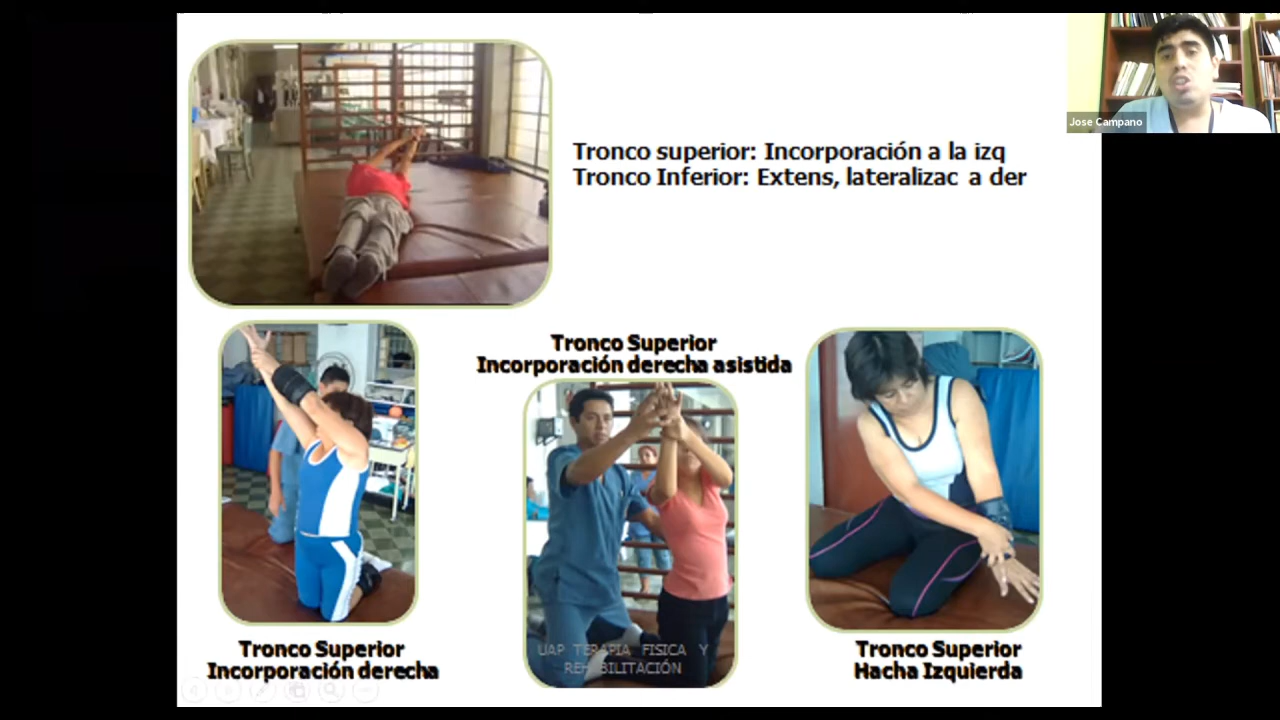 Jose Campano
Tronco superior: Incorporación a la izq
Tronco Inferior: Extens, lateralizac a der
Tronco Superior
Incorporación derecha asistida
UAP TERAPIA FISICA Y
REHABILITACIÓN
Tronco Superior
Incorporación derecha
Tronco Superior
Hacha Izquierda